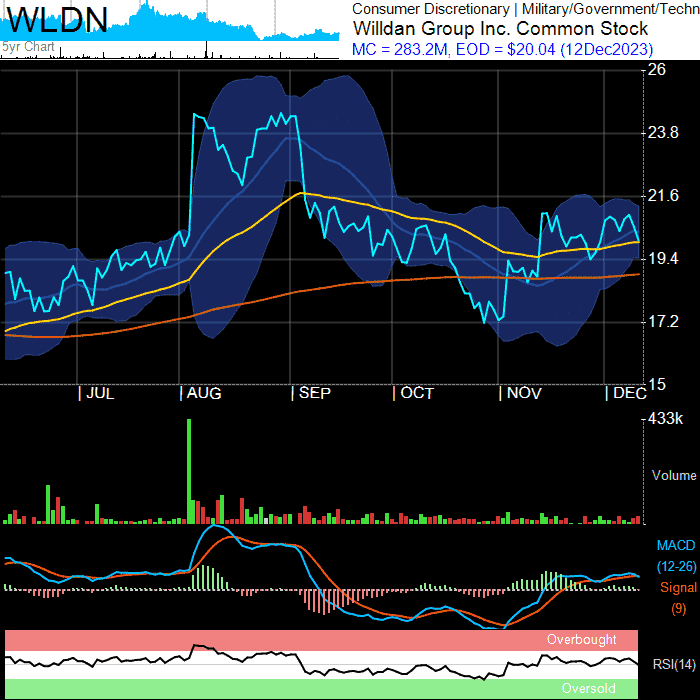 WLDN
5yr Chart
Consumer Discretionary | Military/Government/Techn
Willdan Group Inc. Common Stock
MC = 283.2M, EOD = $20.04 (12Dec2023)
26
23.8
21.6
19.4
17.2
15
| JUL | AUG | SEP | OCT | NOV | DEC
433k
Volume
MACD
(12-26)
Signal
(9)
Overbought
RSI(14)
Oversold